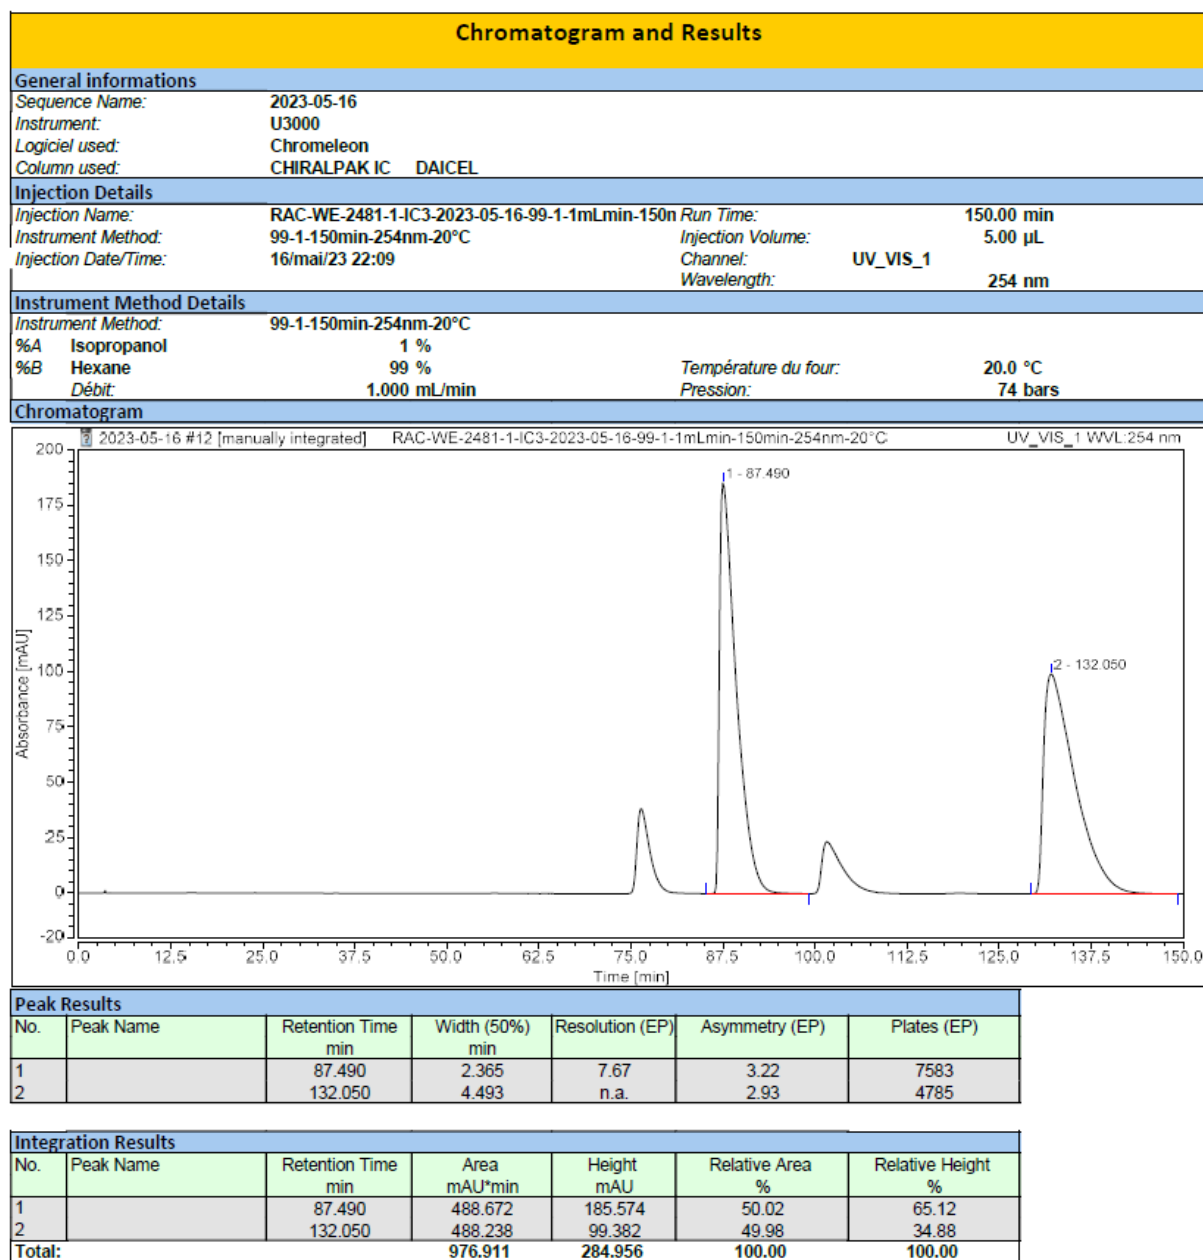 Chromatogram and Results
General informations
Sequence Name: 2023-05-16
Instrument: U3000
Logiciel used: Chromeleon
Column used: CHIRALPAK IC DAICEL
Injection Details
Injection Name: RAC-WE-2481-1-IC3-2023-05-16-99-1-1mLmin-150n Run Time: 150.00 min
Instrument Method: 99-1-150min-254nm-20°C Injection Volume: 5.00 µL
Injection Date/Time: 16/mai/23 22:09 Channel: UV_VIS_1
Wavelength: 254 nm
Instrument Method Details
Instrument Method: 99-1-150min-254nm-20°C
%A Isopropanol 1 %
%B Hexane 99 % Température du four: 20.0 °C
Débit: 1.000 mL/min Pression: 74 bars
Chromatogram
2023-05-16 #12 [manually integrated] RAC-WE-2481-1-IC3-2023-05-16-99-1-1mLmin-150min-254nm-20°C UV_VIS_1 WVL:254 nm
200
1 - 87.490
175
150
125
2 - 132.050
100
75
50
25
0
-20
Absorbance [mAU]
0.0 12.5 25.0 37.5 50.0 62.5 75.0 87.5 100.0 112.5 125.0 137.5 150.0
Time [min]
Peak Results
No. Peak Name Retention Time Width (50%) Resolution (EP) Asymmetry (EP) Plates (EP)
min min
1 87.490 2.365 7.67 3.22 7583
2 132.050 4.493 n.a. 2.93 4785
Integration Results
No. Peak Name Retention Time Area Height Relative Area Relative Height
min mAU*min mAU % %
1 87.490 488.672 185.574 50.02 65.12
2 132.050 488.238 99.382 49.98 34.88
Total: 976.911 284.956 100.00 100.00